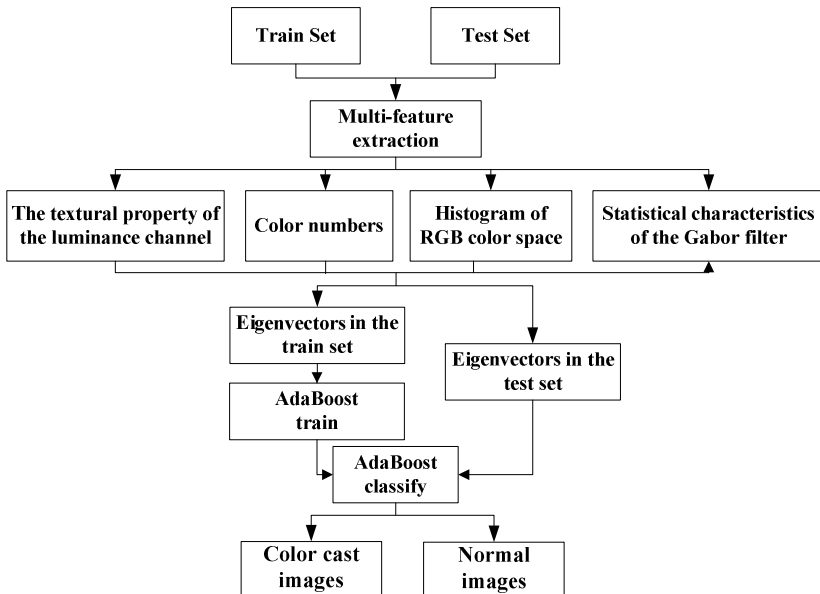 Train Set
Test Set
Multi-feature
extraction
The textural property of
the luminance channel
Color numbers
Histogram of
RGB color space
Statistical characteristics
of the Gabor filter
Eigenvectors in the
train set
Eigenvectors in the
test set
AdaBoost
train
AdaBoost
classify
Color cast
images
Normal
images